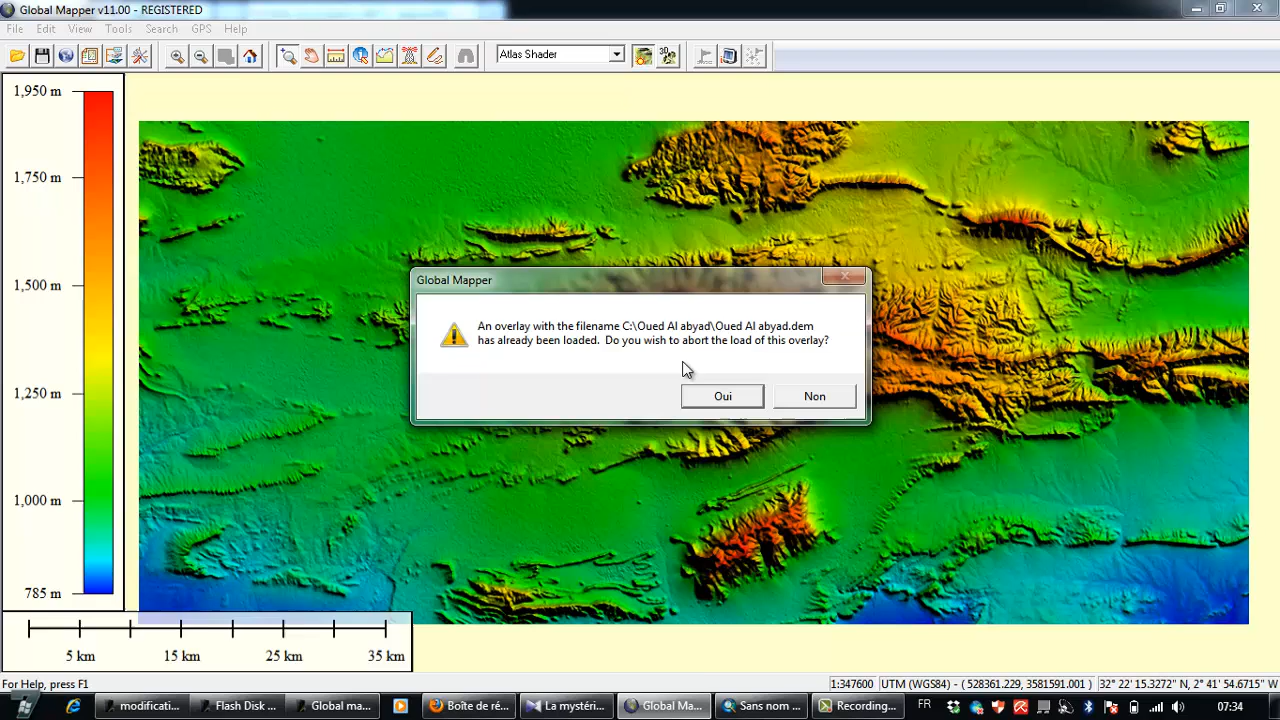 Global Mapper v11.00 - REGISTERED
File Edit View Tools Search GPS Help
Atlas Shader
3D
1,950 m
1,750 m
1,500 m
1,250 m
1,000 m
785 m
Global Mapper
An overlay with the filename C:\Oued Al abyad\Oued Al abyad.dem
has already been loaded. Do you wish to abort the load of this overlay?
Oui Non
5 km 15 km 25 km 35 km
For Help, press F1
1:347600 UTM (WGS84) - ( 528361.229, 3581591.001 ) 32° 22' 15.3272" N, 2° 41' 54.6715" W
modificati... Flash Disk ... Global ma... Boîte de ré... La mystéri... Global Ma... Sans nom ... Recording... FR 07:34